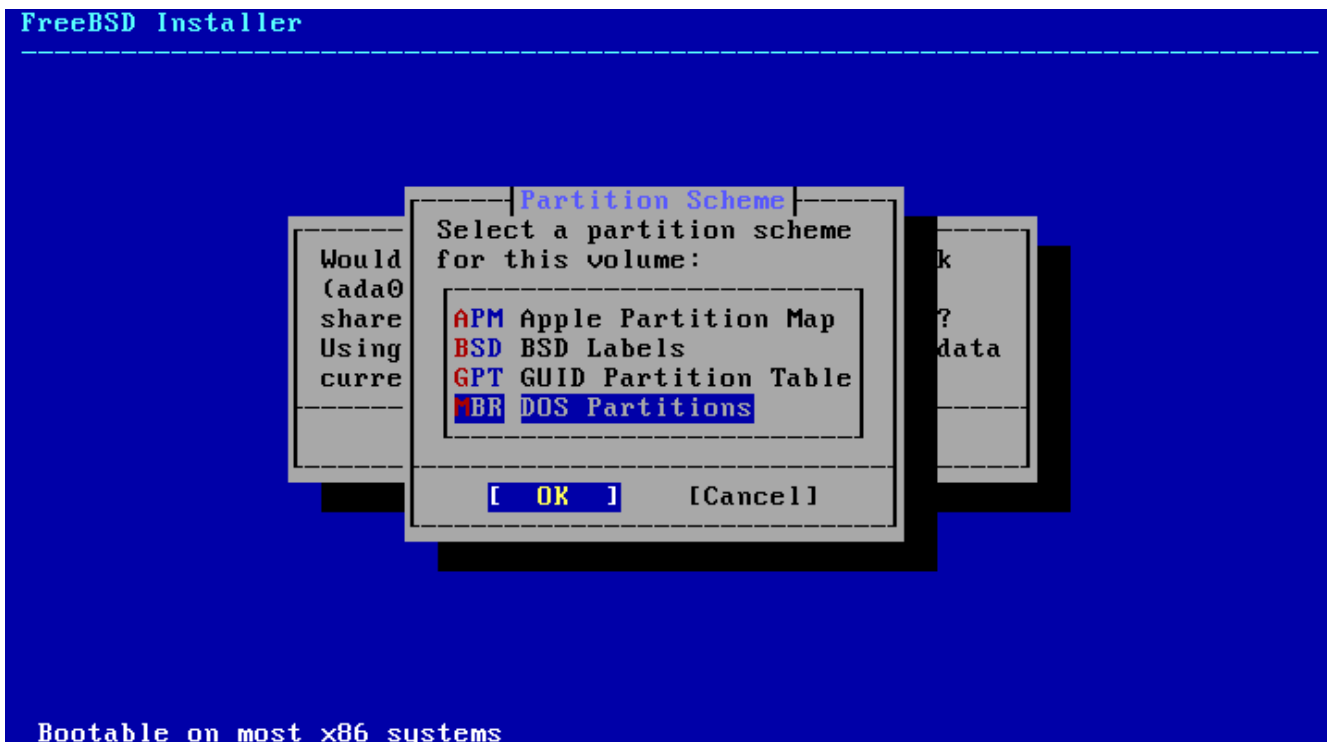 FreeBSD Installer
Partition Scheme
Select a partition scheme
for this volume:
APM Apple Partition Map
BSD BSD Labels
GPT GUID Partition Table
MBR DOS Partitions
[ OK ] [Cancel]
Would k
(ada0
share ?
Using data
curre
Bootable on most x86 systems